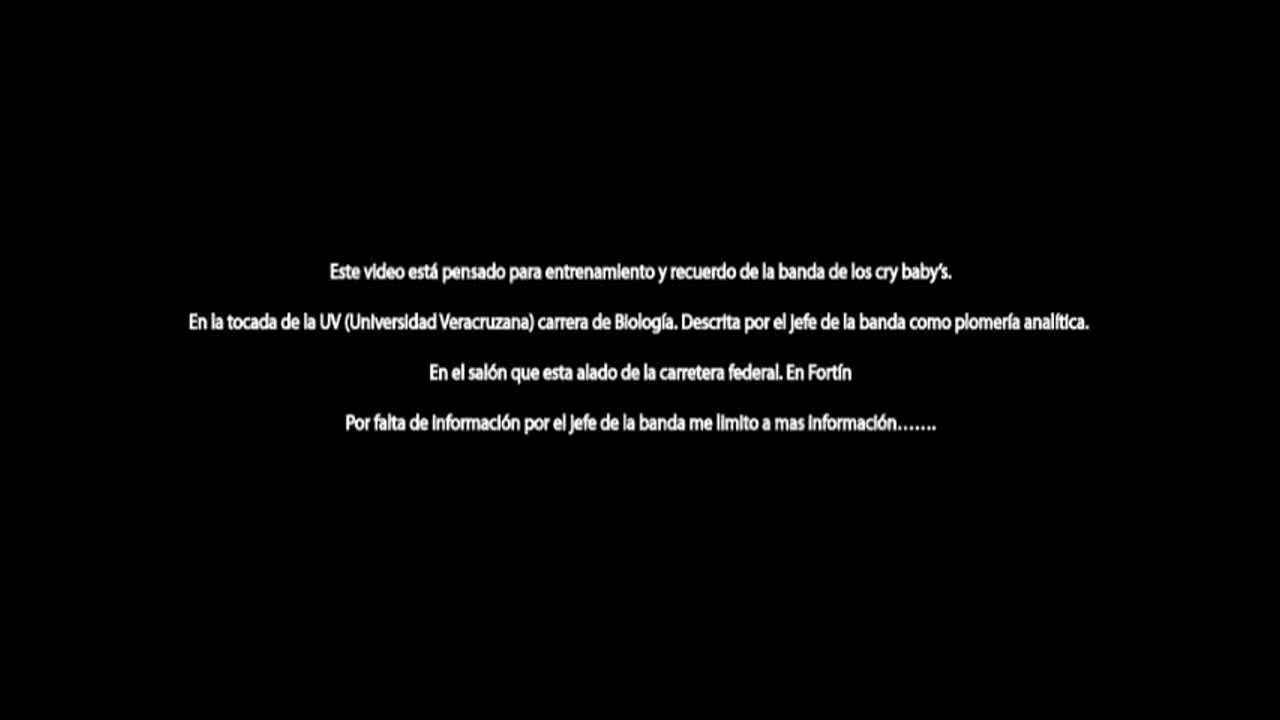 Este video está pensado para entrenamiento y recuerdo de la banda de los cry baby's.
En la tocada de la UV (Universidad Veracruzana) carrera de Biología. Descrita por el jefe de la banda como plomería analítica.
En el salón que esta alado de la carretera federal. En Fortín
Por falta de información por el jefe de la banda me limito a mas información.......